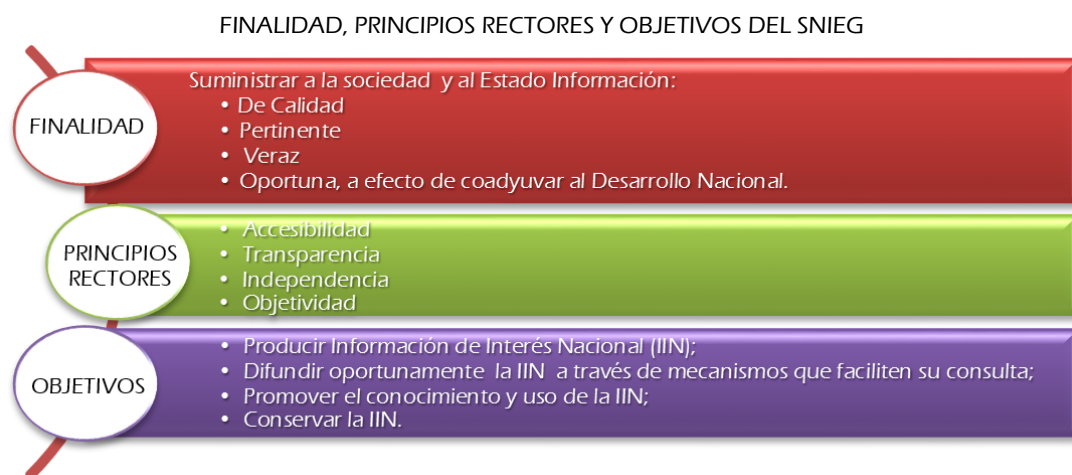 FINALIDAD, PRINCIPIOS RECTORES Y OBJETIVOS DEL SNIEG
FINALIDAD
Suministrar a la sociedad y al Estado Información:
• De Calidad
• Pertinente
• Veraz
• Oportuna, a efecto de coadyuvar al Desarrollo Nacional.
PRINCIPIOS
RECTORES
• Accesibilidad
• Transparencia
• Independencia
• Objetividad
OBJETIVOS
• Producir Información de Interés Nacional (IIN);
• Difundir oportunamente la IIN a través de mecanismos que faciliten su consulta;
• Promover el conocimiento y uso de la IIN;
• Conservar la IIN.